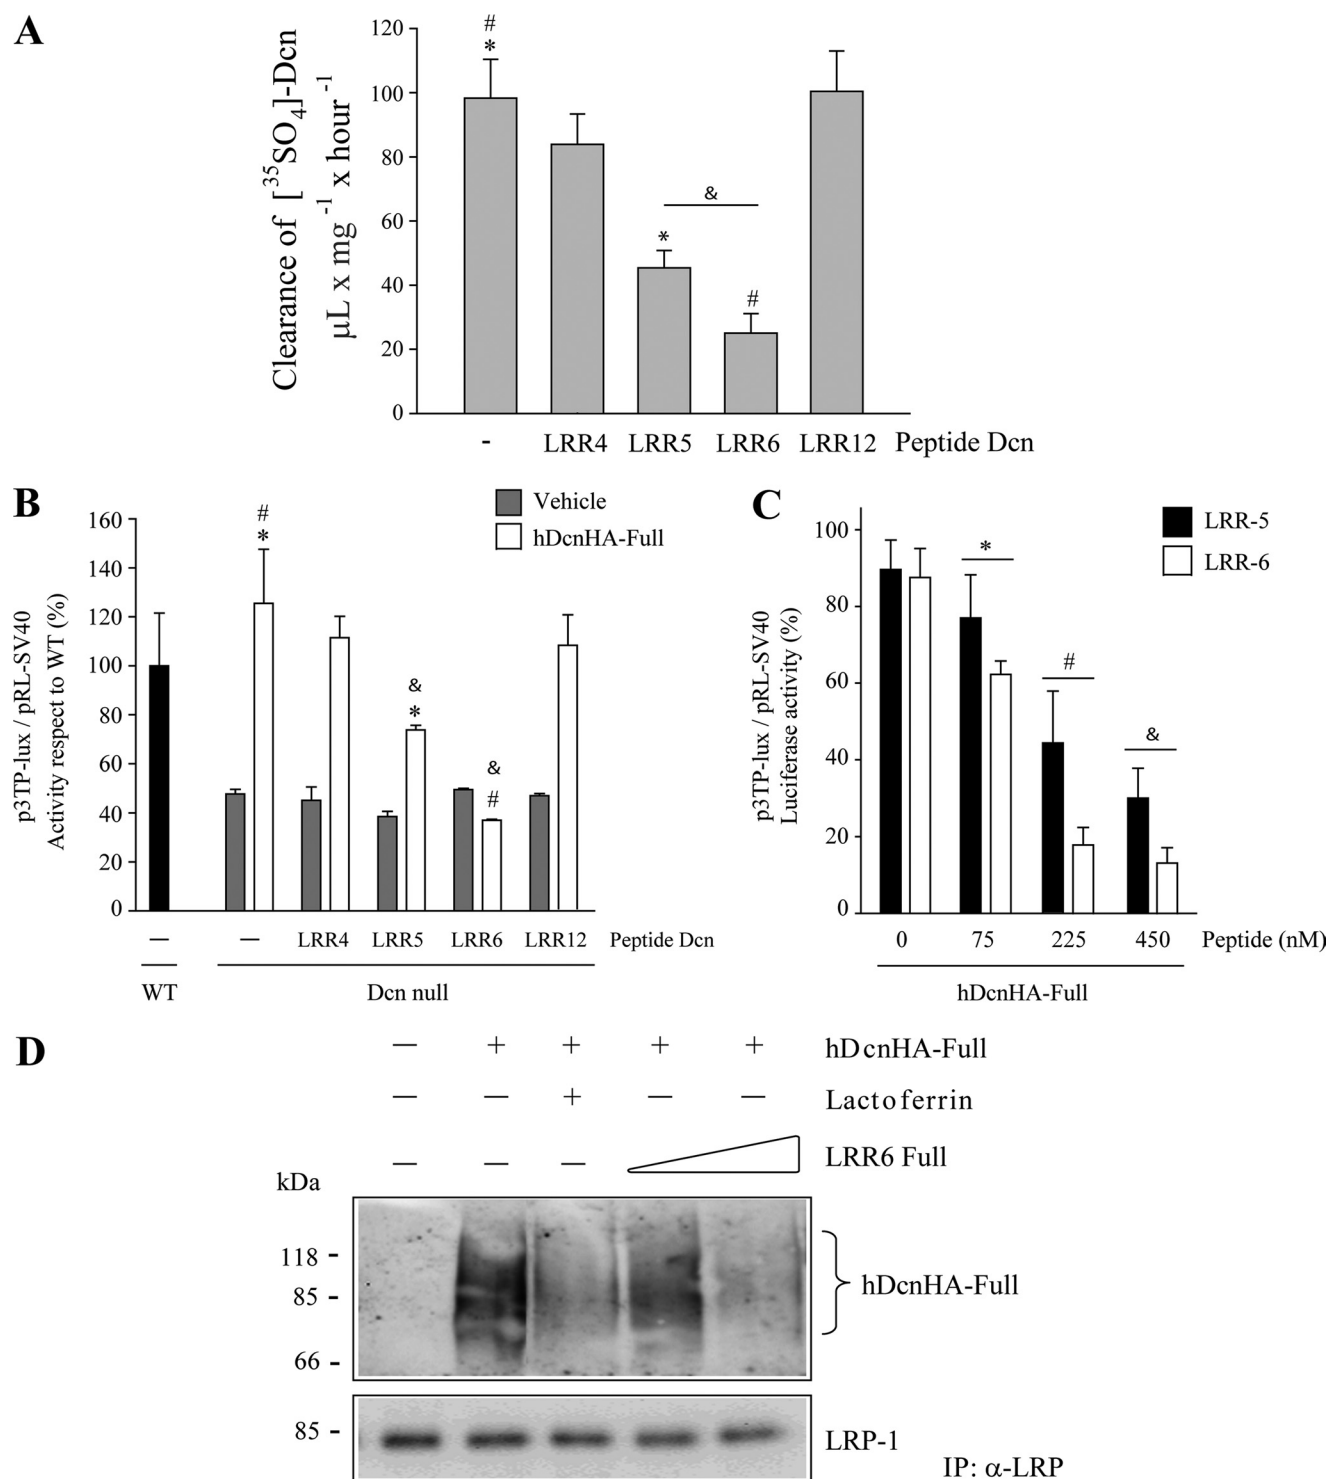 A
Clearance of [³⁵SO₄]-Dcn
µL x mg⁻¹ x hour⁻¹
120
100
80
60
40
20
0
#
*
&
*
#
- LRR4 LRR5 LRR6 LRR12 Peptide Dcn
B
p3TP-lux / pRL-SV40
Activity respect to WT (%)
Vehicle
hDcnHA-Full
160
140
120
100
80
60
40
20
0
#
*
&
*
&
#
— — LRR4 LRR5 LRR6 LRR12 Peptide Dcn
WT Dcn null
C
p3TP-lux / pRL-SV40
Luciferase activity (%)
LRR-5
LRR-6
100
80
60
40
20
0
*
#
&
0 75 225 450 Peptide (nM)
hDcnHA-Full
D
— + + + + hDcnHA-Full
— — + — — Lactoferrin
— — — LRR6 Full
kDa
118 -
85 -
66 -
hDcnHA-Full
85 -
LRP-1
IP: α-LRP